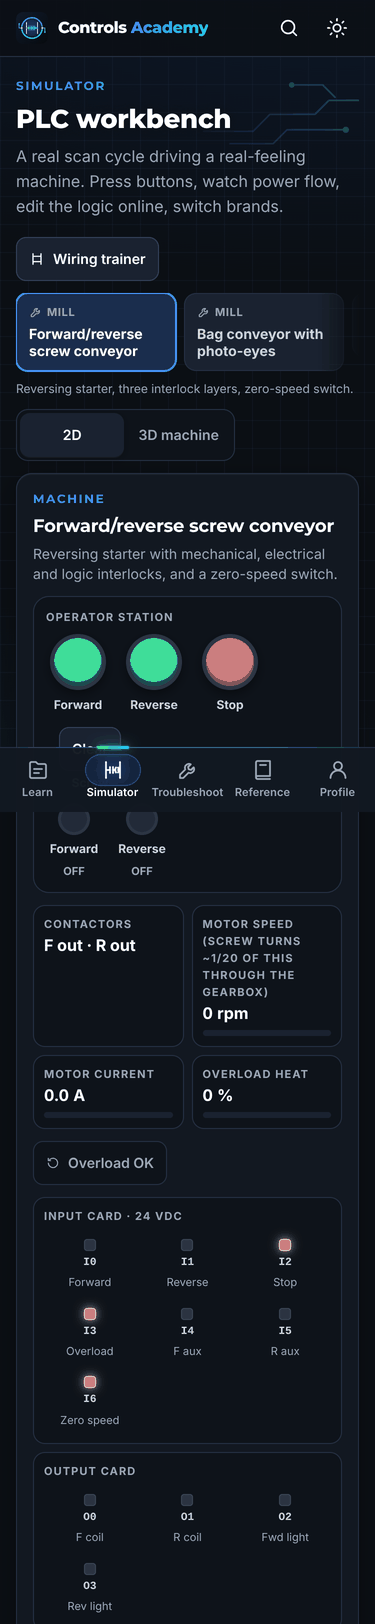 Controls Academy
SIMULATOR
PLC workbench
A real scan cycle driving a real-feeling
machine. Press buttons, watch power flow,
edit the logic online, switch brands.
Wiring trainer
MILL
Forward/reverse
screw conveyor
MILL
Bag conveyor with
photo-eyes
Reversing starter, three interlock layers, zero-speed switch.
2D
3D machine
MACHINE
Forward/reverse screw conveyor
Reversing starter with mechanical, electrical
and logic interlocks, and a zero-speed switch.
OPERATOR STATION
Forward
Reverse
Stop
Learn
Simulator
Troubleshoot
Reference
Profile
Forward
Reverse
OFF
OFF
CONTACTORS
F out · R out
MOTOR SPEED
(SCREW TURNS
~1/20 OF THIS
THROUGH THE
GEARBOX)
0 rpm
MOTOR CURRENT
0.0 A
OVERLOAD HEAT
0 %
Overload OK
INPUT CARD · 24 VDC
I0
I1
I2
Forward
Reverse
Stop
I3
I4
I5
Overload
F aux
R aux
I6
Zero speed
OUTPUT CARD
O0
O1
O2
F coil
R coil
Fwd light
O3
Rev light